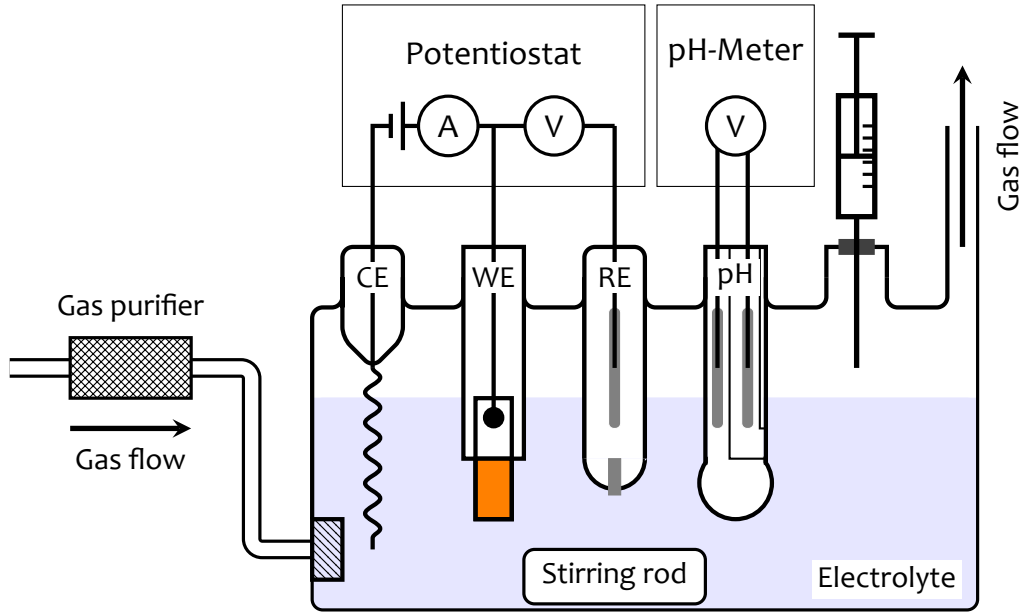 Potentiostat
pH-Meter
A
V
V
Gas flow
CE
WE
RE
pH
Gas purifier
Gas flow
Stirring rod
Electrolyte